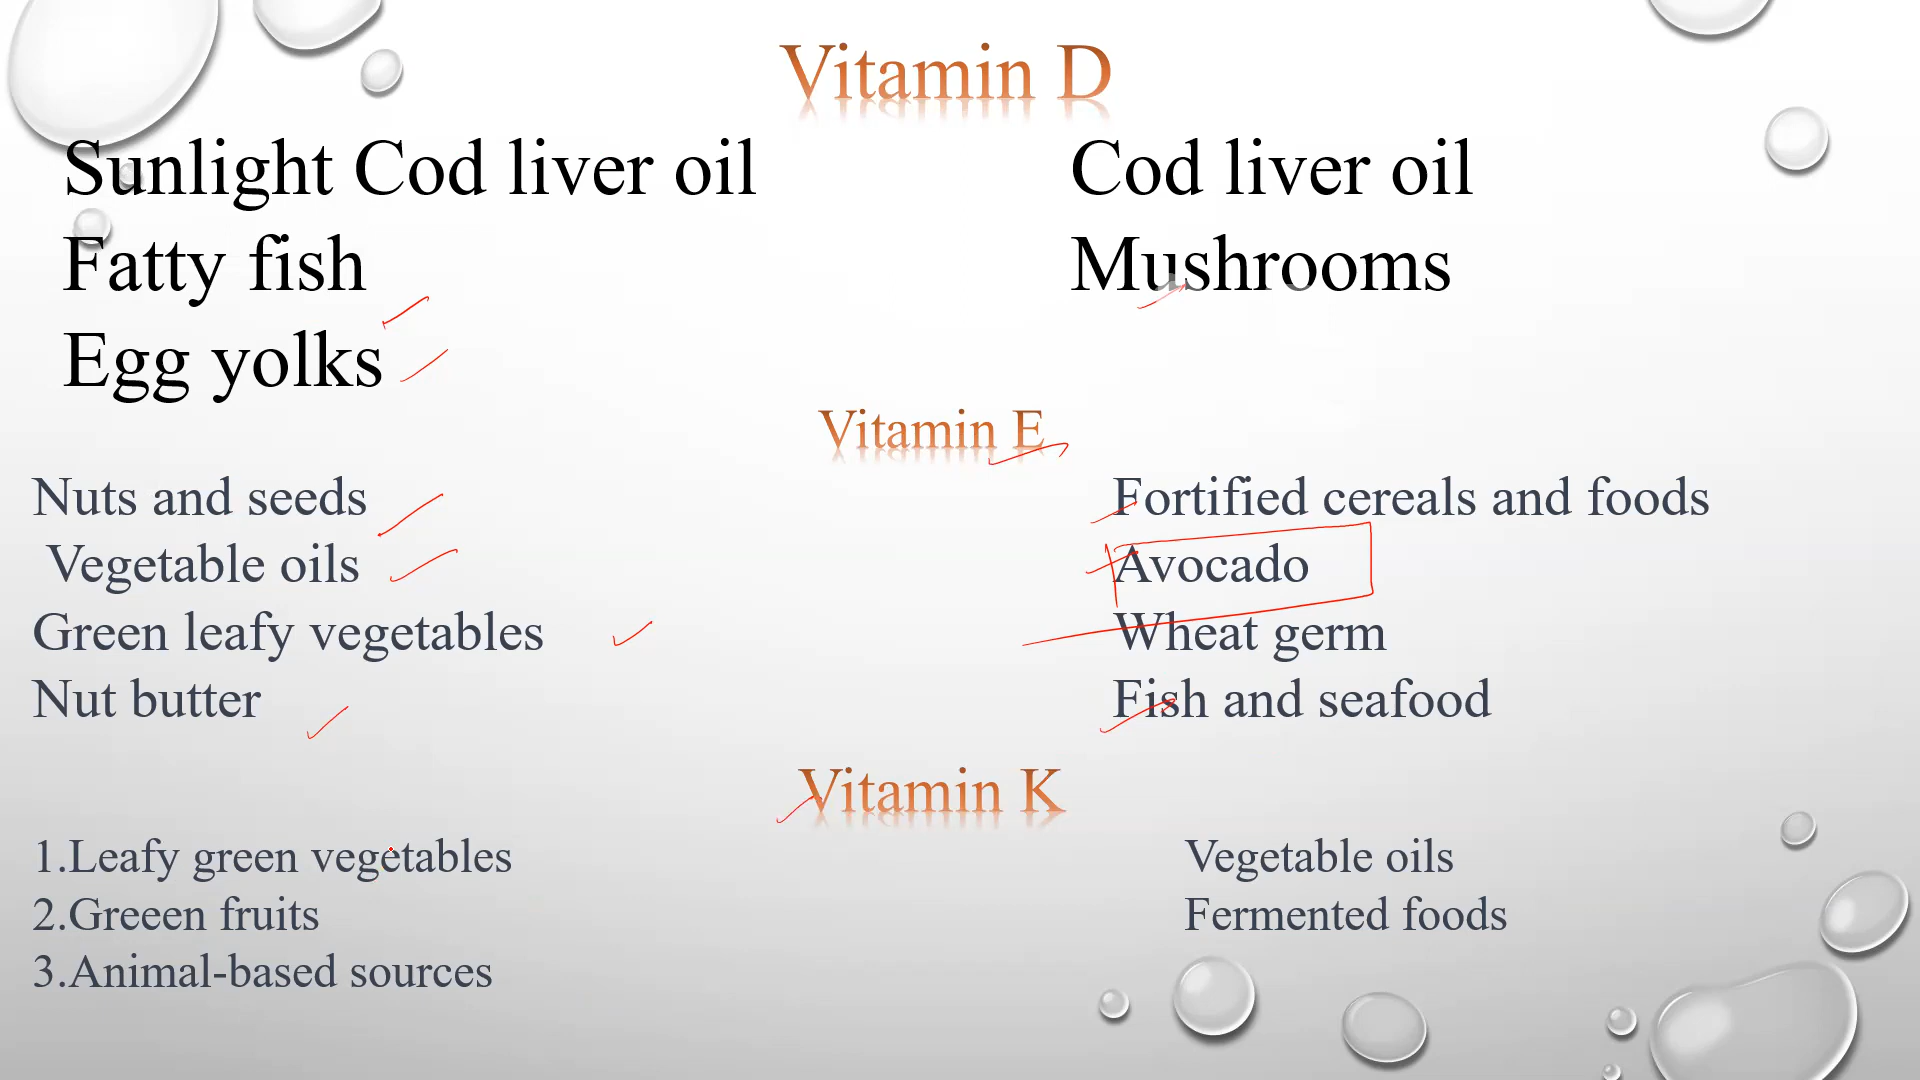 Vitamin D
Sunlight Cod liver oil
Fatty fish
Egg yolks
Cod liver oil
Mushrooms
Vitamin E
Nuts and seeds
Vegetable oils
Green leafy vegetables
Nut butter
Fortified cereals and foods
Avocado
Wheat germ
Fish and seafood
Vitamin K
1.Leafy green vegetables
2.Greeen fruits
3.Animal-based sources
Vegetable oils
Fermented foods